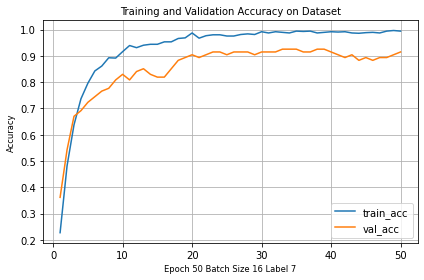 Training and Validation Accuracy on Dataset
Accuracy
1.0
0.9
0.8
0.7
0.6
0.5
0.4
0.3
0.2
train_acc
val_acc
0 10 20 30 40 50
Epoch 50 Batch Size 16 Label 7